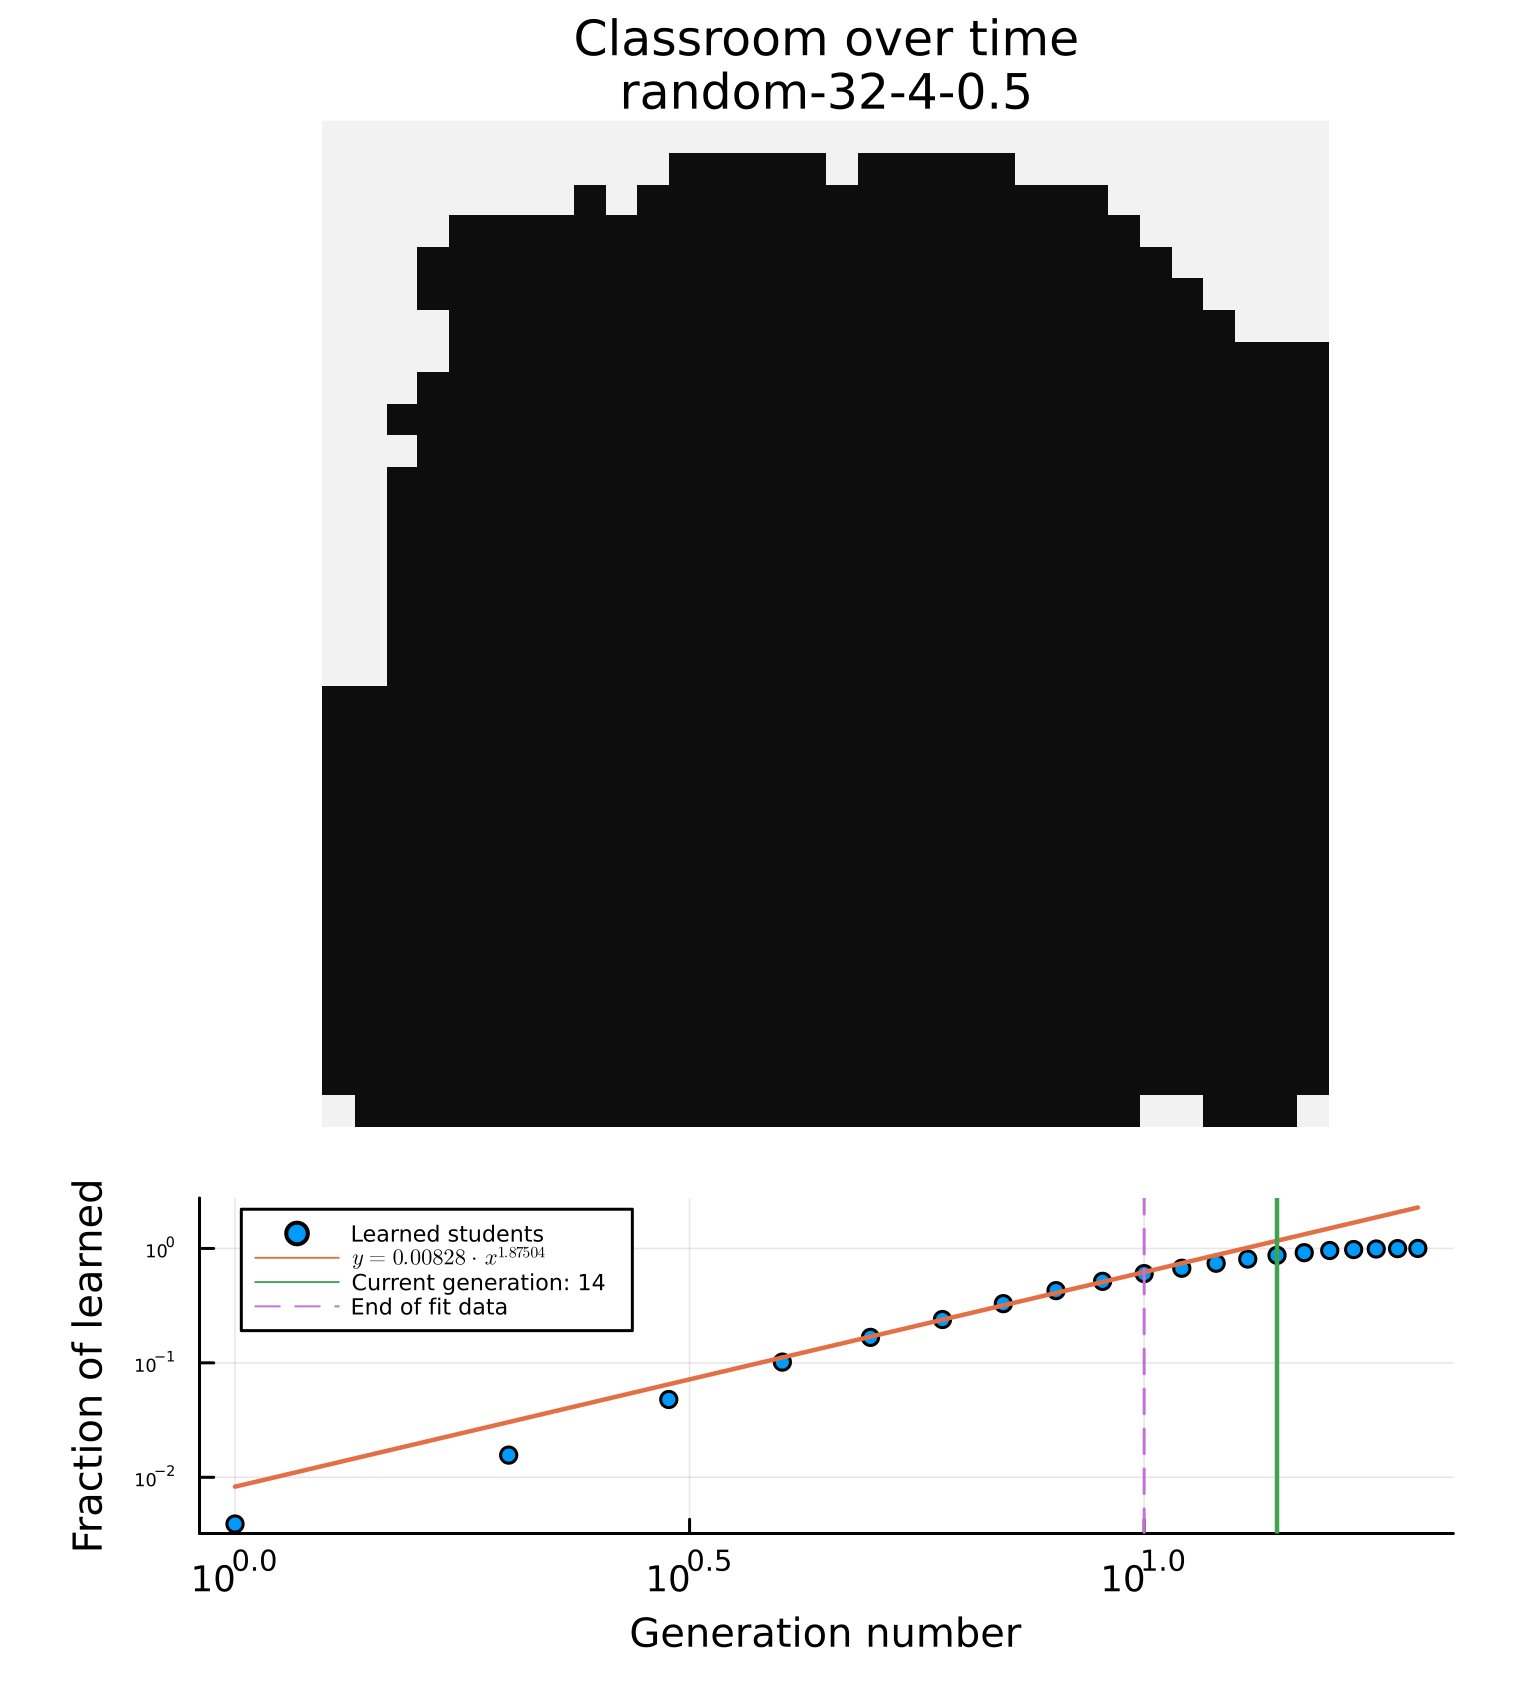 Classroom over time
random-32-4-0.5
Fraction of learned
10^0
10^-1
10^-2
Learned students
y = 0.00828 · x^1.87504
Current generation: 14
End of fit data
10^0.0 10^0.5 10^1.0
Generation number